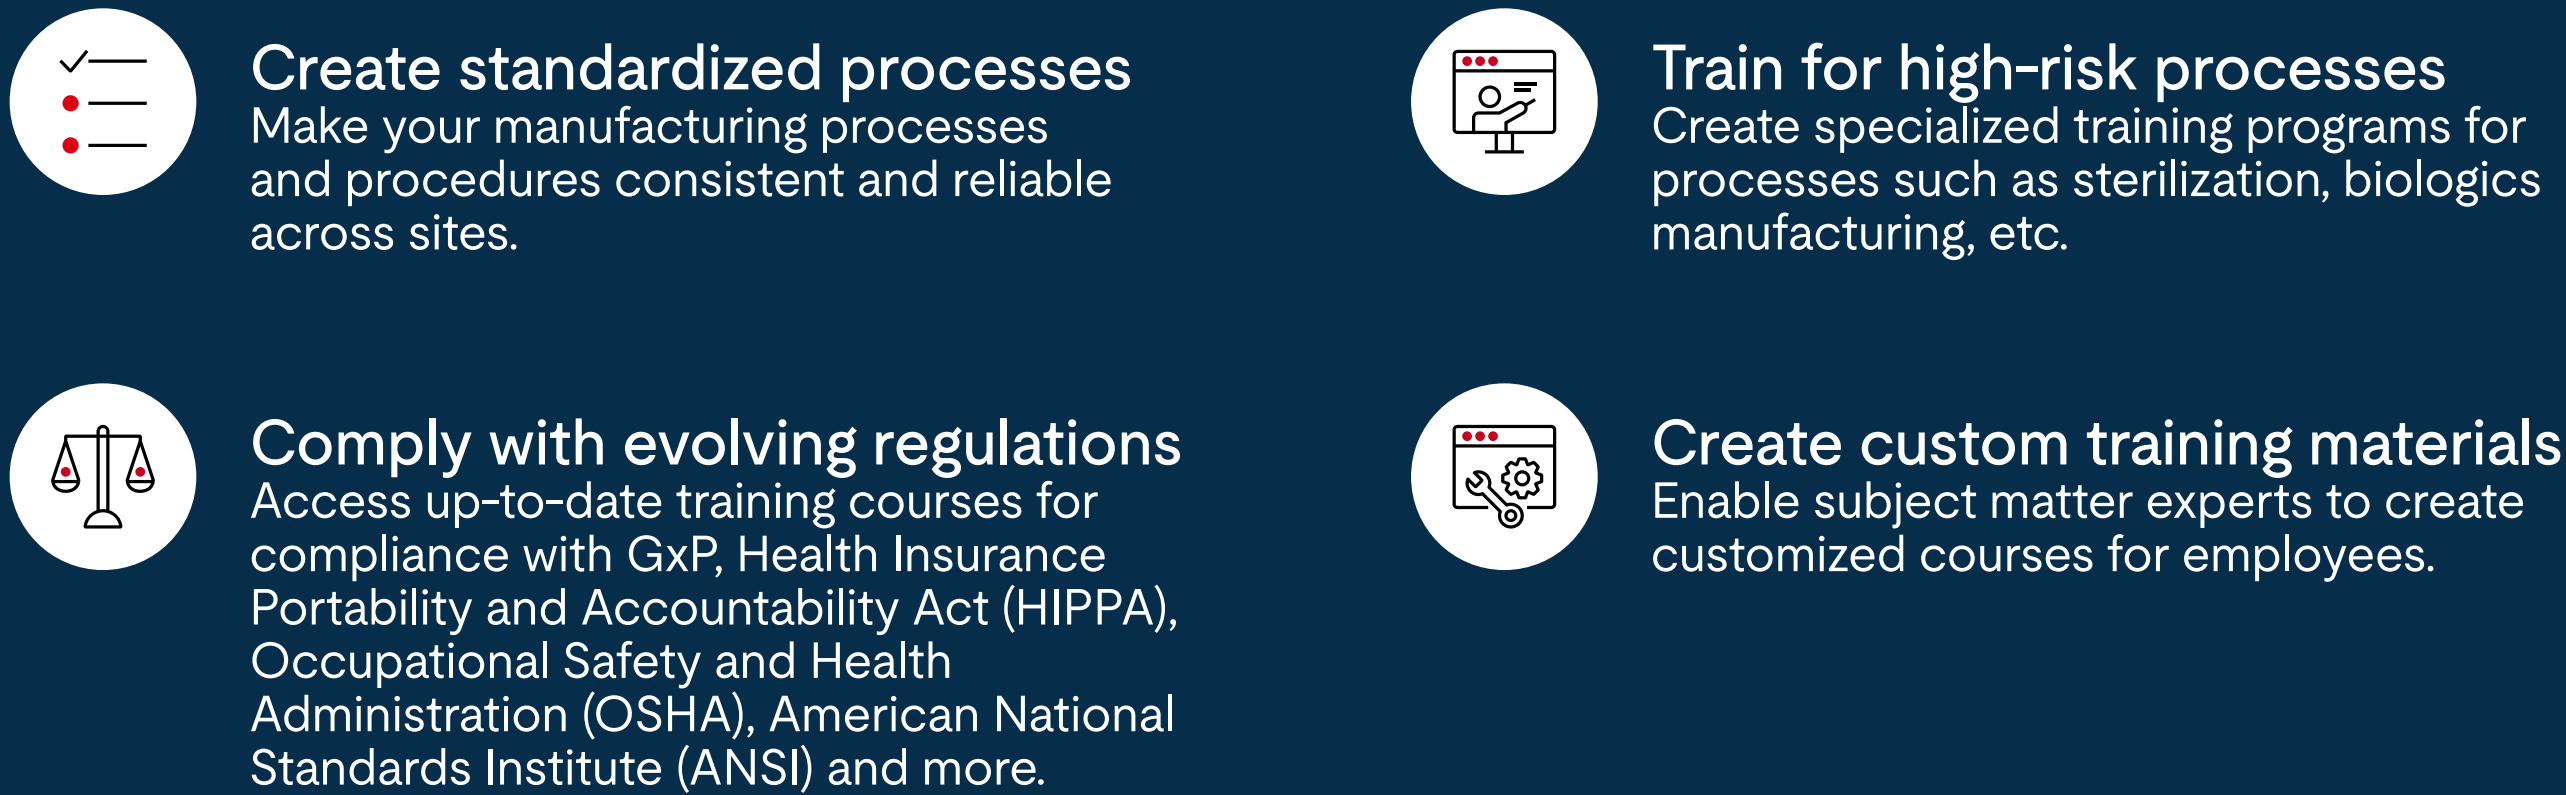 Create standardized processes
Make your manufacturing processes
and procedures consistent and reliable
across sites.
Train for high-risk processes
Create specialized training programs for
processes such as sterilization, biologics
manufacturing, etc.
Comply with evolving regulations
Access up-to-date training courses for
compliance with GxP, Health Insurance
Portability and Accountability Act (HIPPA),
Occupational Safety and Health
Administration (OSHA), American National
Standards Institute (ANSI) and more.
Create custom training materials
Enable subject matter experts to create
customized courses for employees.